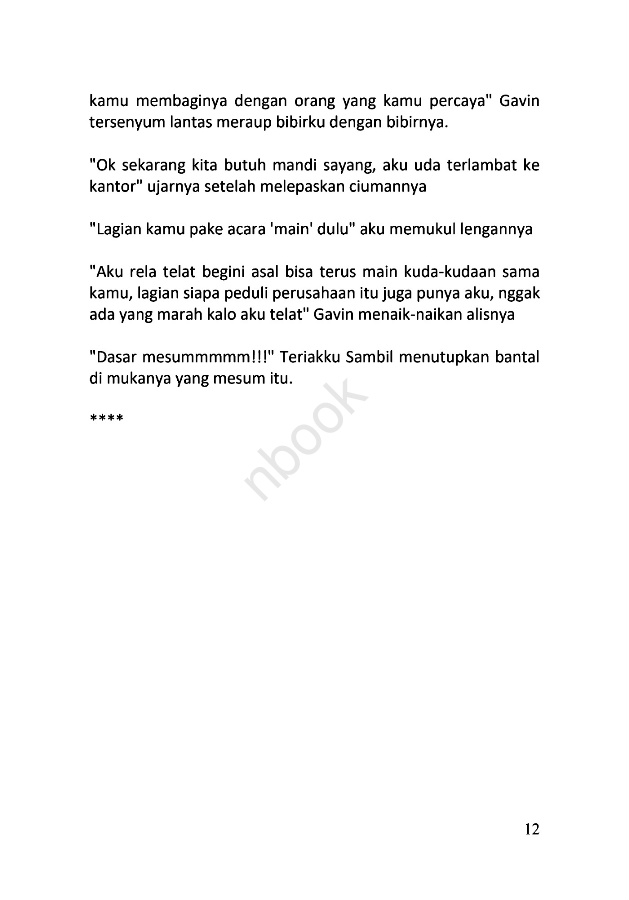 kamu membaginya dengan orang yang kamu percaya" Gavin
tersenyum lantas meraup bibirku dengan bibirnya.
"Ok sekarang kita butuh mandi sayang, aku uda terlambat ke
kantor" ujarnya setelah melepaskan ciumannya
"Lagian kamu pake acara 'main' dulu" aku memukul lengannya
"Aku rela telat begini asal bisa terus main kuda-kudaan sama
kamu, lagian siapa peduli perusahaan itu juga punya aku, nggak
ada yang marah kalo aku telat" Gavin menaik-naikan alisnya
"Dasar mesummmmm!!!" Teriakku Sambil menutupkan bantal
di mukanya yang mesum itu.
****
nbook
12